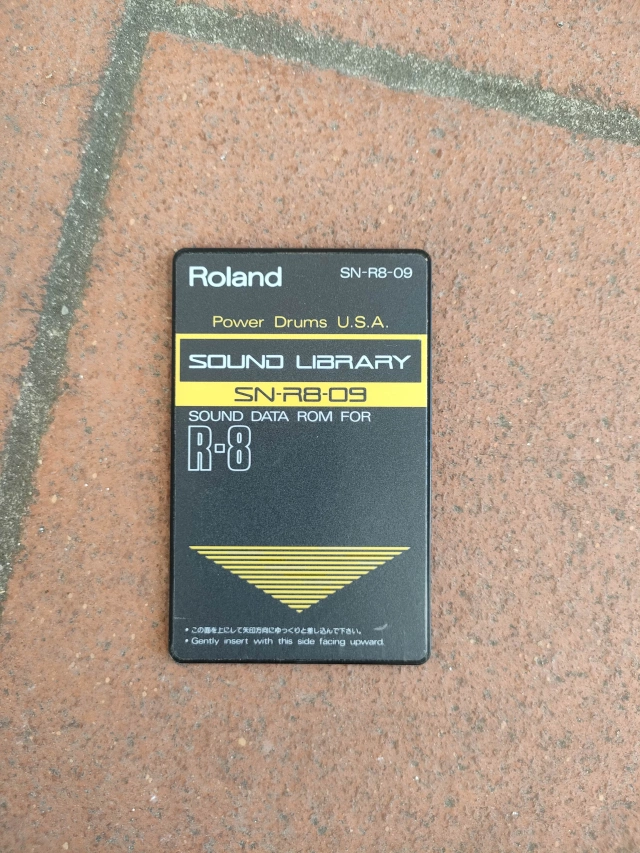 Roland SN-R8-09
Power Drums U.S.A.
SOUND LIBRARY
SN-R8-09
SOUND DATA ROM FOR
R-8
• この面を上にして矢印方向にゆっくりと差し込んで下さい。
• Gently insert with this side facing upward.